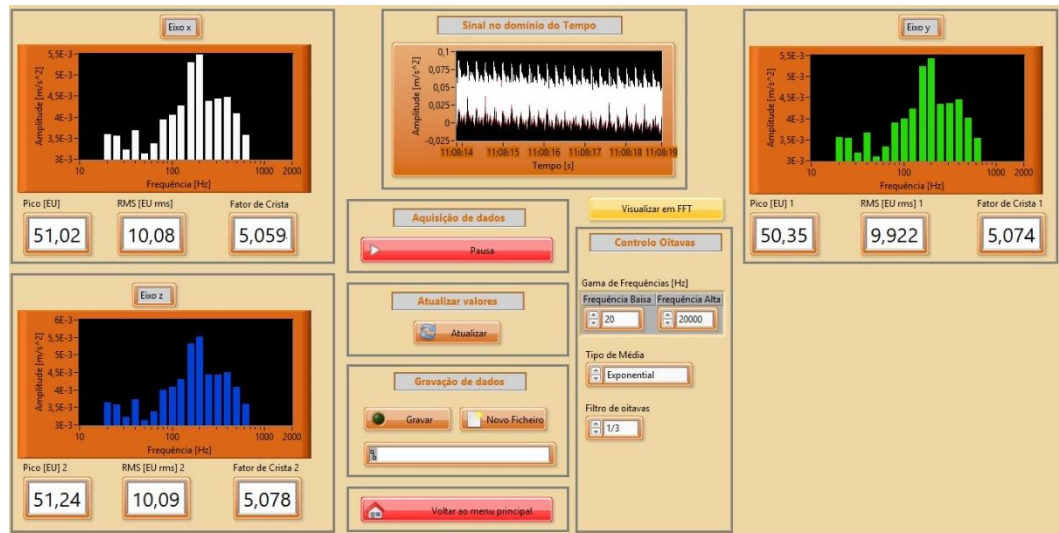 Eixo x
Amplitude [m/s^2]
5,5E-3
5E-3
4,5E-3
4E-3
3,5E-3
3E-3
10
100
1000
2000
Frequência [Hz]
Pico [EU]
RMS [EU rms]
Fator de Crista
51,02
10,08
5,059
Eixo z
Amplitude [m/s^2]
6E-3
5,5E-3
5E-3
4,5E-3
4E-3
3,5E-3
3E-3
10
100
1000
2000
Frequência [Hz]
Pico [EU] 2
RMS [EU rms] 2
Fator de Crista 2
51,24
10,09
5,078
Sinal no domínio do Tempo
Amplitude [m/s^2]
0,1
0,075
0,05
0,025
0
-0,025
11:08:14
11:08:15
11:08:16
11:08:17
11:08:18
11:08:19
Tempo [s]
Aquisição de dados
Pausa
Atualizar valores
Atualizar
Gravação de dados
Gravar
Novo Ficheiro
Voltar ao menu principal
Visualizar em FFT
Controlo Oitavas
Gama de Frequências [Hz]
Frequência Baixa
Frequência Alta
20
20000
Tipo de Média
Exponential
Filtro de oitavas
1/3
Eixo y
Amplitude [m/s^2]
5,5E-3
5E-3
4,5E-3
4E-3
3,5E-3
3E-3
10
100
1000
2000
Frequência [Hz]
Pico [EU] 1
RMS [EU rms] 1
Fator de Crista 1
50,35
9,922
5,074